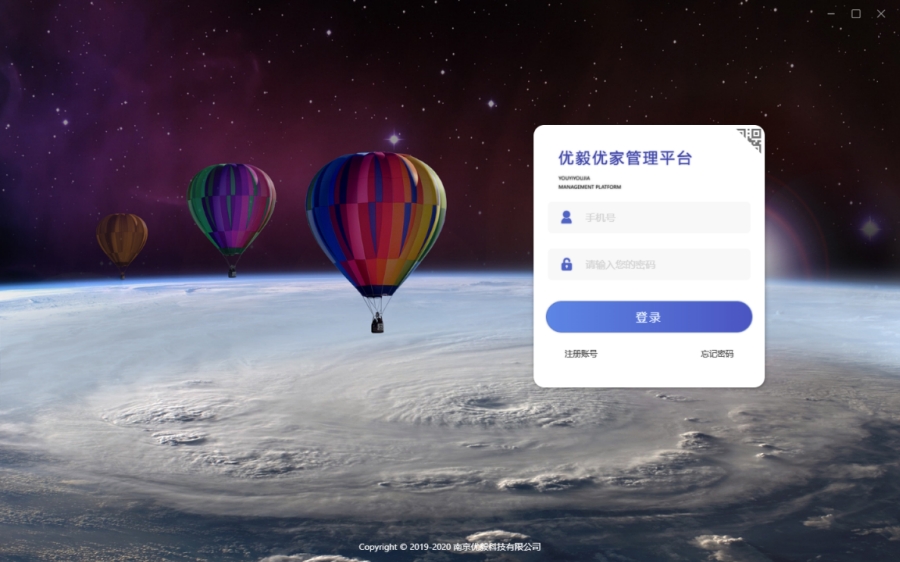 优毅优家管理平台
YOUYIYOUJIA
MANAGEMENT PLATFORM
手机号
请输入您的密码
登录
注册账号
忘记密码
Copyright © 2019-2020 南京优毅科技有限公司